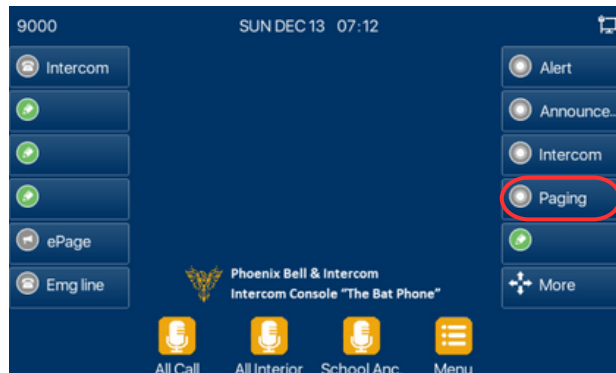 9000 SUN DEC 13 07:12
Intercom
ePage
Emg line
Alert
Announce..
Intercom
Paging
More
Phoenix Bell & Intercom
Intercom Console "The Bat Phone"
All Call All Interior School Anc. Menu